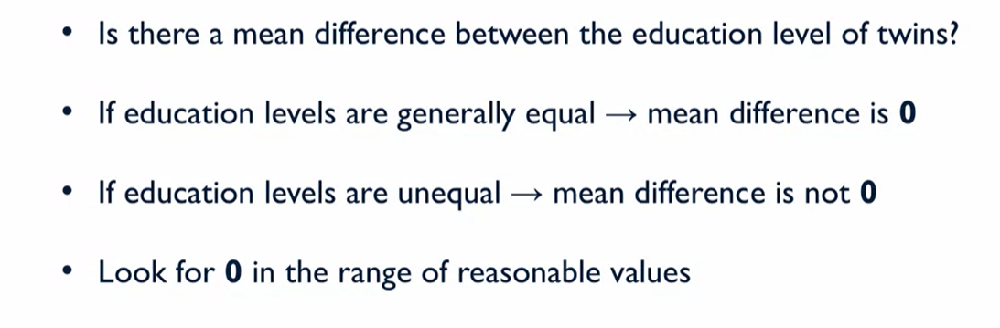 • Is there a mean difference between the education level of twins?
• If education levels are generally equal → mean difference is 0
• If education levels are unequal → mean difference is not 0
• Look for 0 in the range of reasonable values